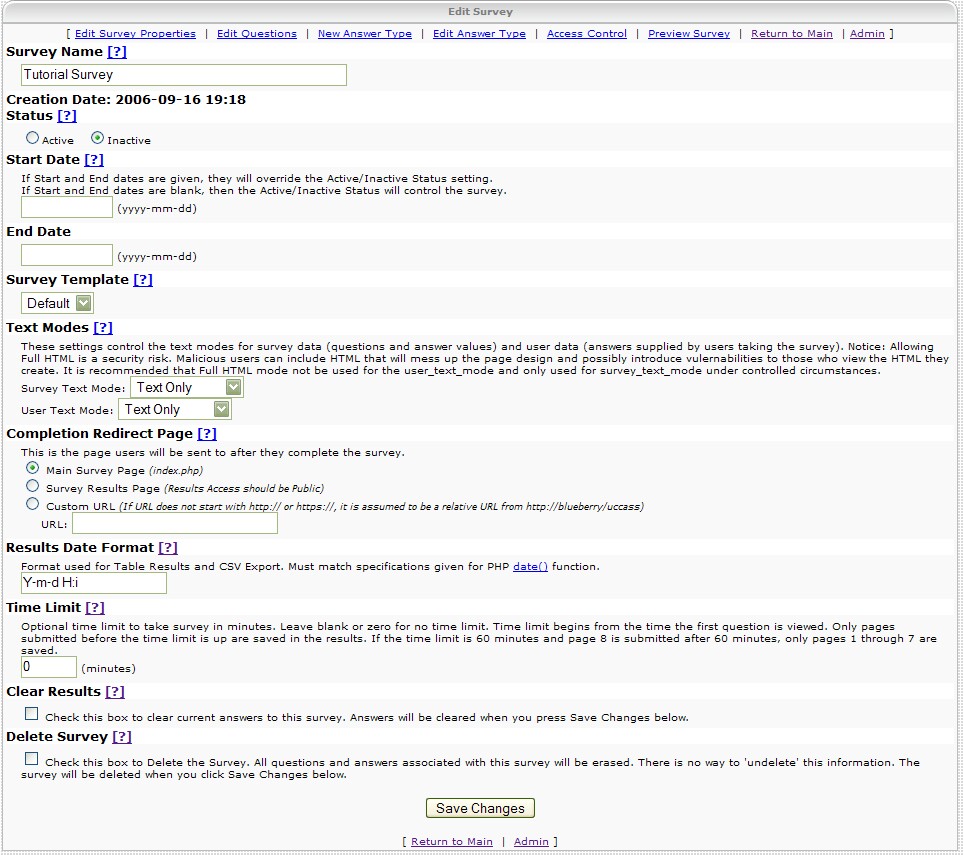 Edit Survey
[ Edit Survey Properties | Edit Questions | New Answer Type | Edit Answer Type | Access Control | Preview Survey | Return to Main | Admin ]
Survey Name [?]
Tutorial Survey
Creation Date: 2006-09-16 19:18
Status [?]
Active Inactive
Start Date [?]
If Start and End dates are given, they will override the Active/Inactive Status setting.
If Start and End dates are blank, then the Active/Inactive Status will control the survey.
(yyyy-mm-dd)
End Date
(yyyy-mm-dd)
Survey Template [?]
Default
Text Modes [?]
These settings control the text modes for survey data (questions and answer values) and user data (answers supplied by users taking the survey). Notice: Allowing
Full HTML is a security risk. Malicious users can include HTML that will mess up the page design and possibly introduce vulernabilities to those who view the HTML they
create. It is recommended that Full HTML mode not be used for the user_text_mode and only used for survey_text_mode under controlled circumstances.
Survey Text Mode: Text Only
User Text Mode: Text Only
Completion Redirect Page [?]
This is the page users will be sent to after they complete the survey.
Main Survey Page (index.php)
Survey Results Page (Results Access should be Public)
Custom URL (If URL does not start with http:// or https://, it is assumed to be a relative URL from http://blueberry/uccass)
URL:
Results Date Format [?]
Format used for Table Results and CSV Export. Must match specifications given for PHP date() function.
Y-m-d H:i
Time Limit [?]
Optional time limit to take survey in minutes. Leave blank or zero for no time limit. Time limit begins from the time the first question is viewed. Only pages
submitted before the time limit is up are saved in the results. If the time limit is 60 minutes and page 8 is submitted after 60 minutes, only pages 1 through 7 are
saved.
0 (minutes)
Clear Results [?]
Check this box to clear current answers to this survey. Answers will be cleared when you press Save Changes below.
Delete Survey [?]
Check this box to Delete the Survey. All questions and answers associated with this survey will be erased. There is no way to 'undelete' this information. The
survey will be deleted when you click Save Changes below.
Save Changes
[ Return to Main | Admin ]